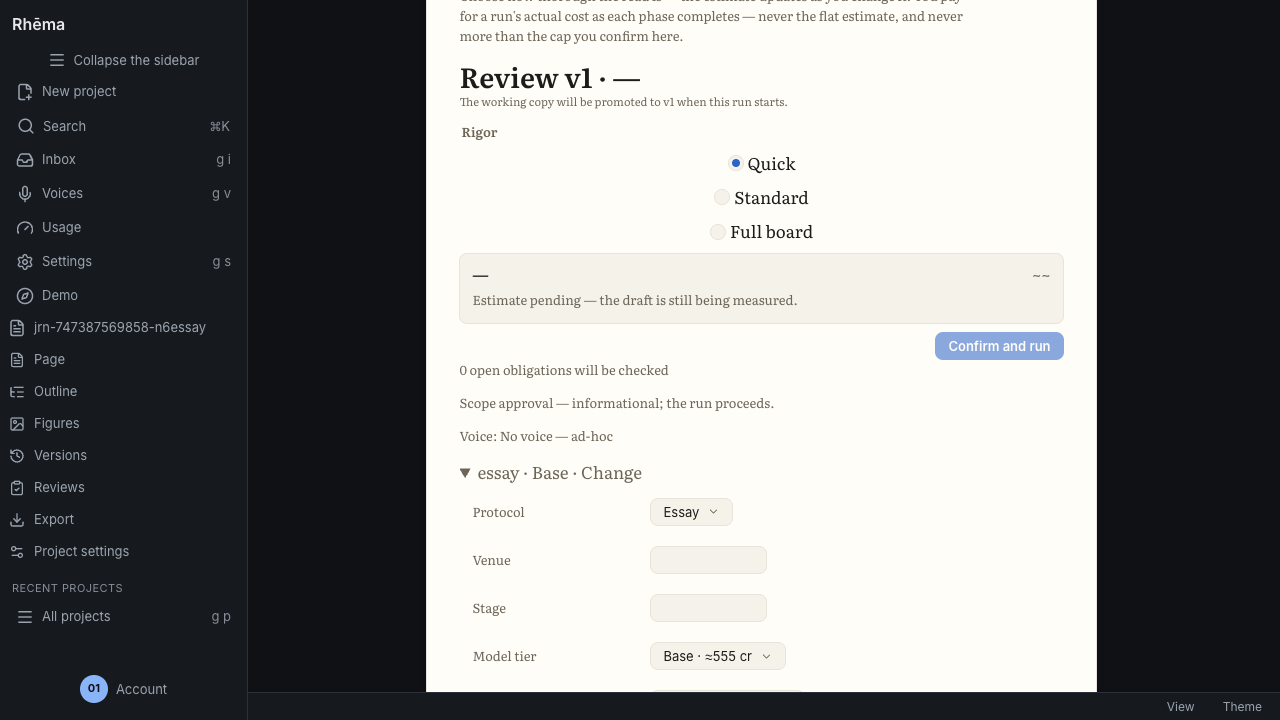 Rhēma
Collapse the sidebar
New project
Search ⌘K
Inbox g i
Voices g v
Usage
Settings g s
Demo
jrn-747387569858-n6essay
Page
Outline
Figures
Versions
Reviews
Export
Project settings
RECENT PROJECTS
All projects g p
01 Account
for a run's actual cost as each phase completes — never the flat estimate, and never
more than the cap you confirm here.
Review v1 · —
The working copy will be promoted to v1 when this run starts.
Rigor
Quick
Standard
Full board
— ~~
Estimate pending — the draft is still being measured.
Confirm and run
0 open obligations will be checked
Scope approval — informational; the run proceeds.
Voice: No voice — ad-hoc
▼ essay · Base · Change
Protocol Essay
Venue
Stage
Model tier Base · ≈555 cr
View Theme